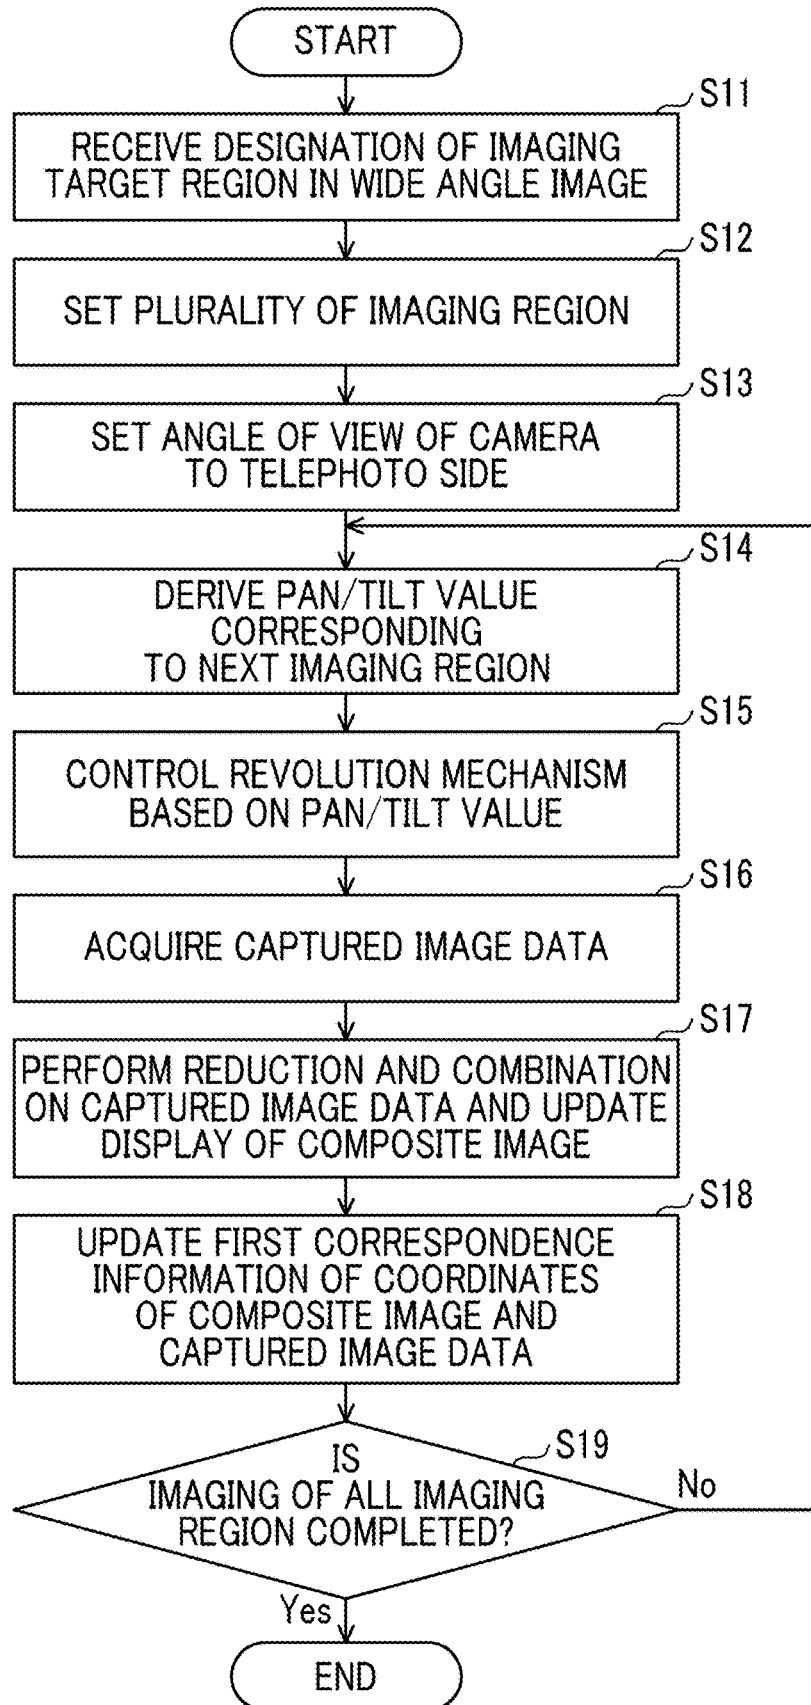 START
S11
RECEIVE DESIGNATION OF IMAGING
TARGET REGION IN WIDE ANGLE IMAGE
S12
SET PLURALITY OF IMAGING REGION
S13
SET ANGLE OF VIEW OF CAMERA
TO TELEPHOTO SIDE
S14
DERIVE PAN/TILT VALUE
CORRESPONDING
TO NEXT IMAGING REGION
S15
CONTROL REVOLUTION MECHANISM
BASED ON PAN/TILT VALUE
S16
ACQUIRE CAPTURED IMAGE DATA
S17
PERFORM REDUCTION AND COMBINATION
ON CAPTURED IMAGE DATA AND UPDATE
DISPLAY OF COMPOSITE IMAGE
S18
UPDATE FIRST CORRESPONDENCE
INFORMATION OF COORDINATES
OF COMPOSITE IMAGE AND
CAPTURED IMAGE DATA
S19
IS
IMAGING OF ALL IMAGING
REGION COMPLETED?
No
Yes
END